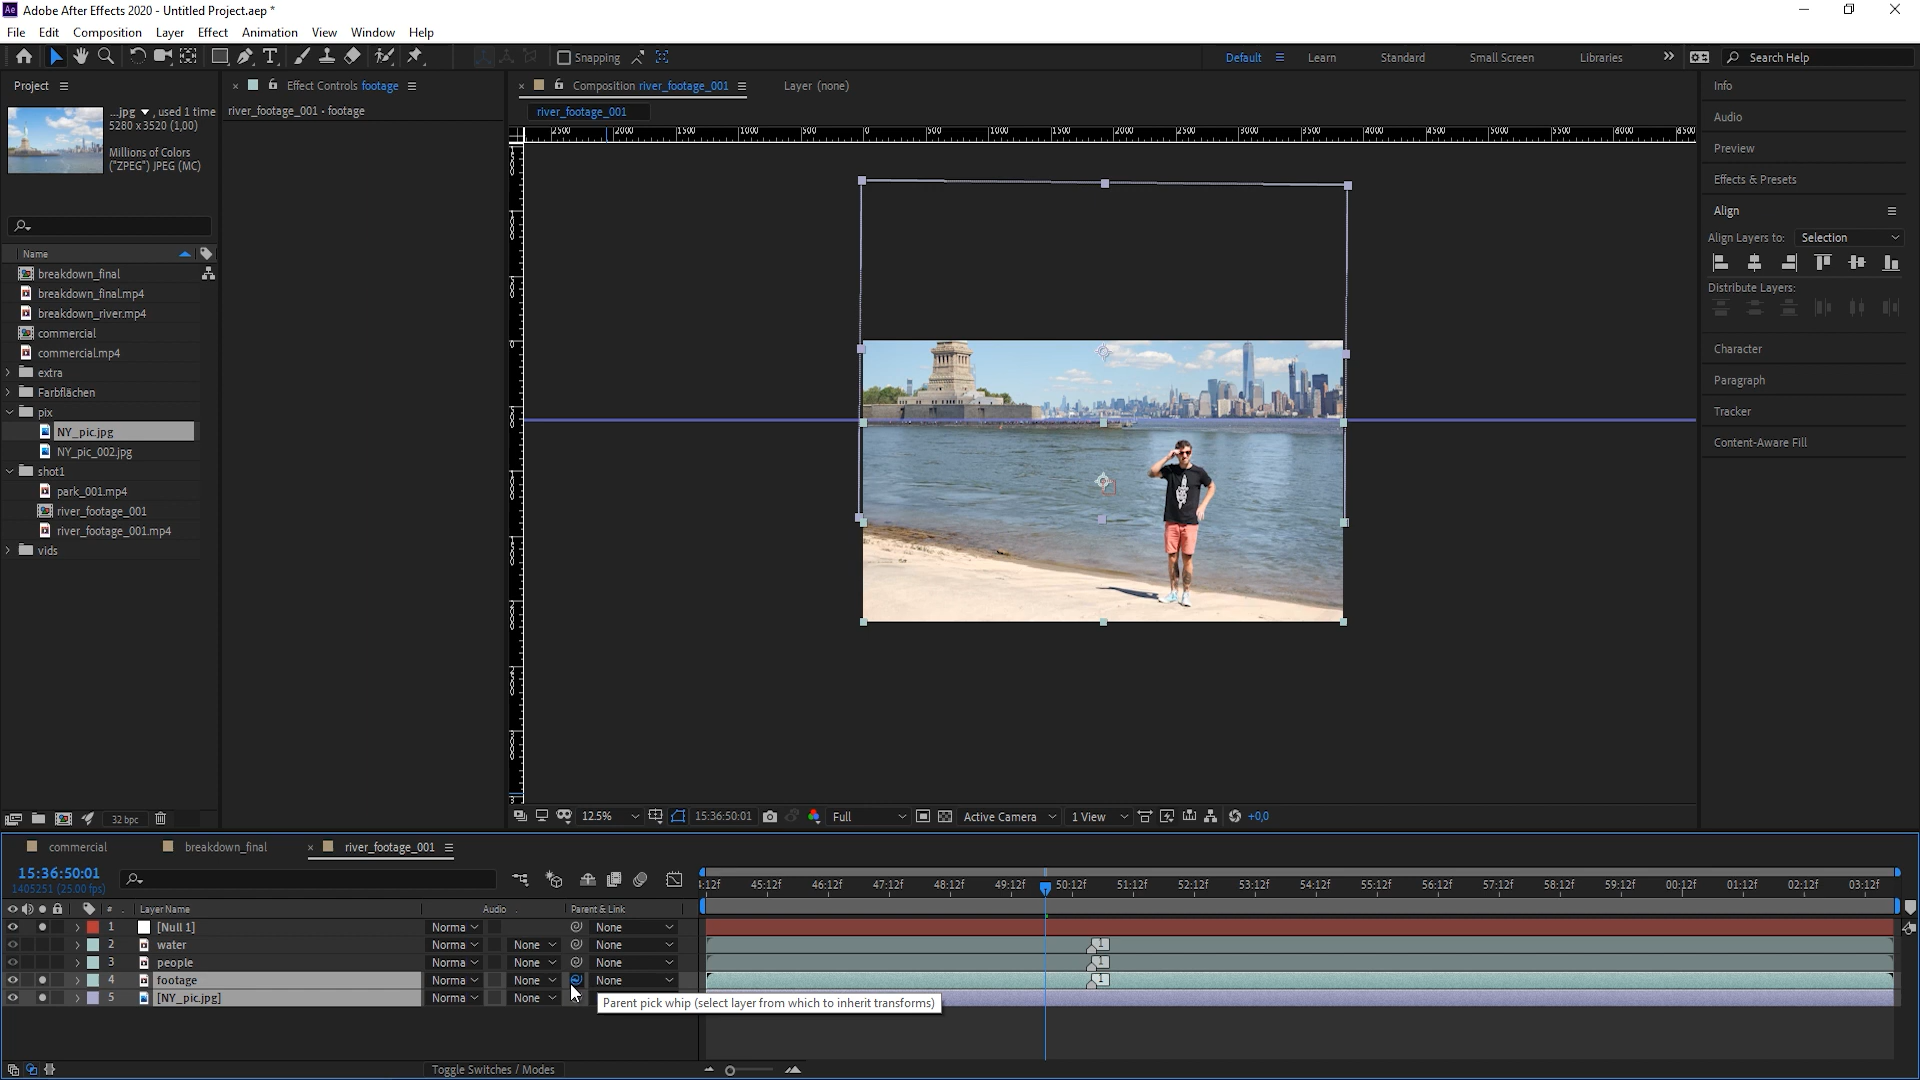 Adobe After Effects 2020 - Untitled Project.aep *
File Edit Composition Layer Effect Animation View Window Help
Snapping
Default Learn Standard Small Screen Libraries Search Help
Project
Effect Controls footage
Composition river_footage_001
Layer (none)
Info
...jpg ▼, used 1 time
5280 x 3520 (1,00)
Millions of Colors
("ZPEG") JPEG (MC)
river_footage_001 • footage
river_footage_001
Audio
Preview
Effects & Presets
Align
Align Layers to: Selection
Distribute Layers:
Character
Paragraph
Tracker
Content-Aware Fill
Name
breakdown_final
breakdown_final.mp4
breakdown_river.mp4
commercial
commercial.mp4
extra
Farbflächen
pix
NY_pic.jpg
NY_pic_002.jpg
shot1
park_001.mp4
river_footage_001
river_footage_001.mp4
vids
32 bpc
12.5% 15:36:50:01 Full Active Camera 1 View +0,0
commercial breakdown_final river_footage_001
15:36:50:01
1405251 (25.00 fps)
4:12f 45:12f 46:12f 47:12f 48:12f 49:12f 50:12f 51:12f 52:12f 53:12f 54:12f 55:12f 56:12f 57:12f 58:12f 59:12f 00:12f 01:12f 02:12f 03:12f
# Layer Name Audio Parent & Link
1 [Null 1] Norma None
2 water Norma None None 1
3 people Norma None None 1
4 footage Norma None None 1
5 [NY_pic.jpg] Norma None
Parent pick whip (select layer from which to inherit transforms)
Toggle Switches / Modes